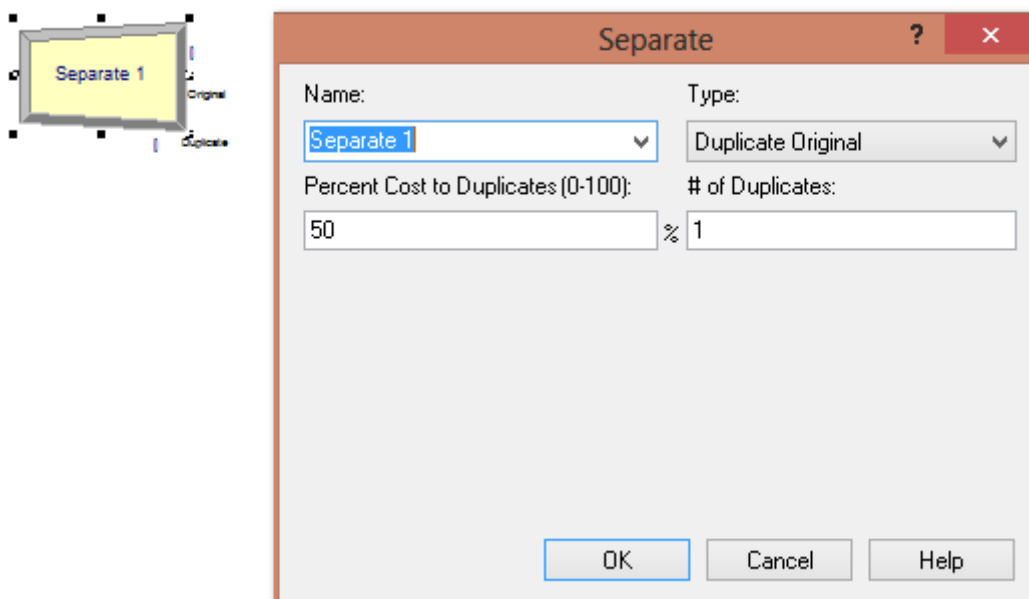 Separate 1
Original
Duplicate
Separate ? ×
Name: Type:
Separate 1 Duplicate Original
Percent Cost to Duplicates (0-100): # of Duplicates:
50 % 1
OK Cancel Help